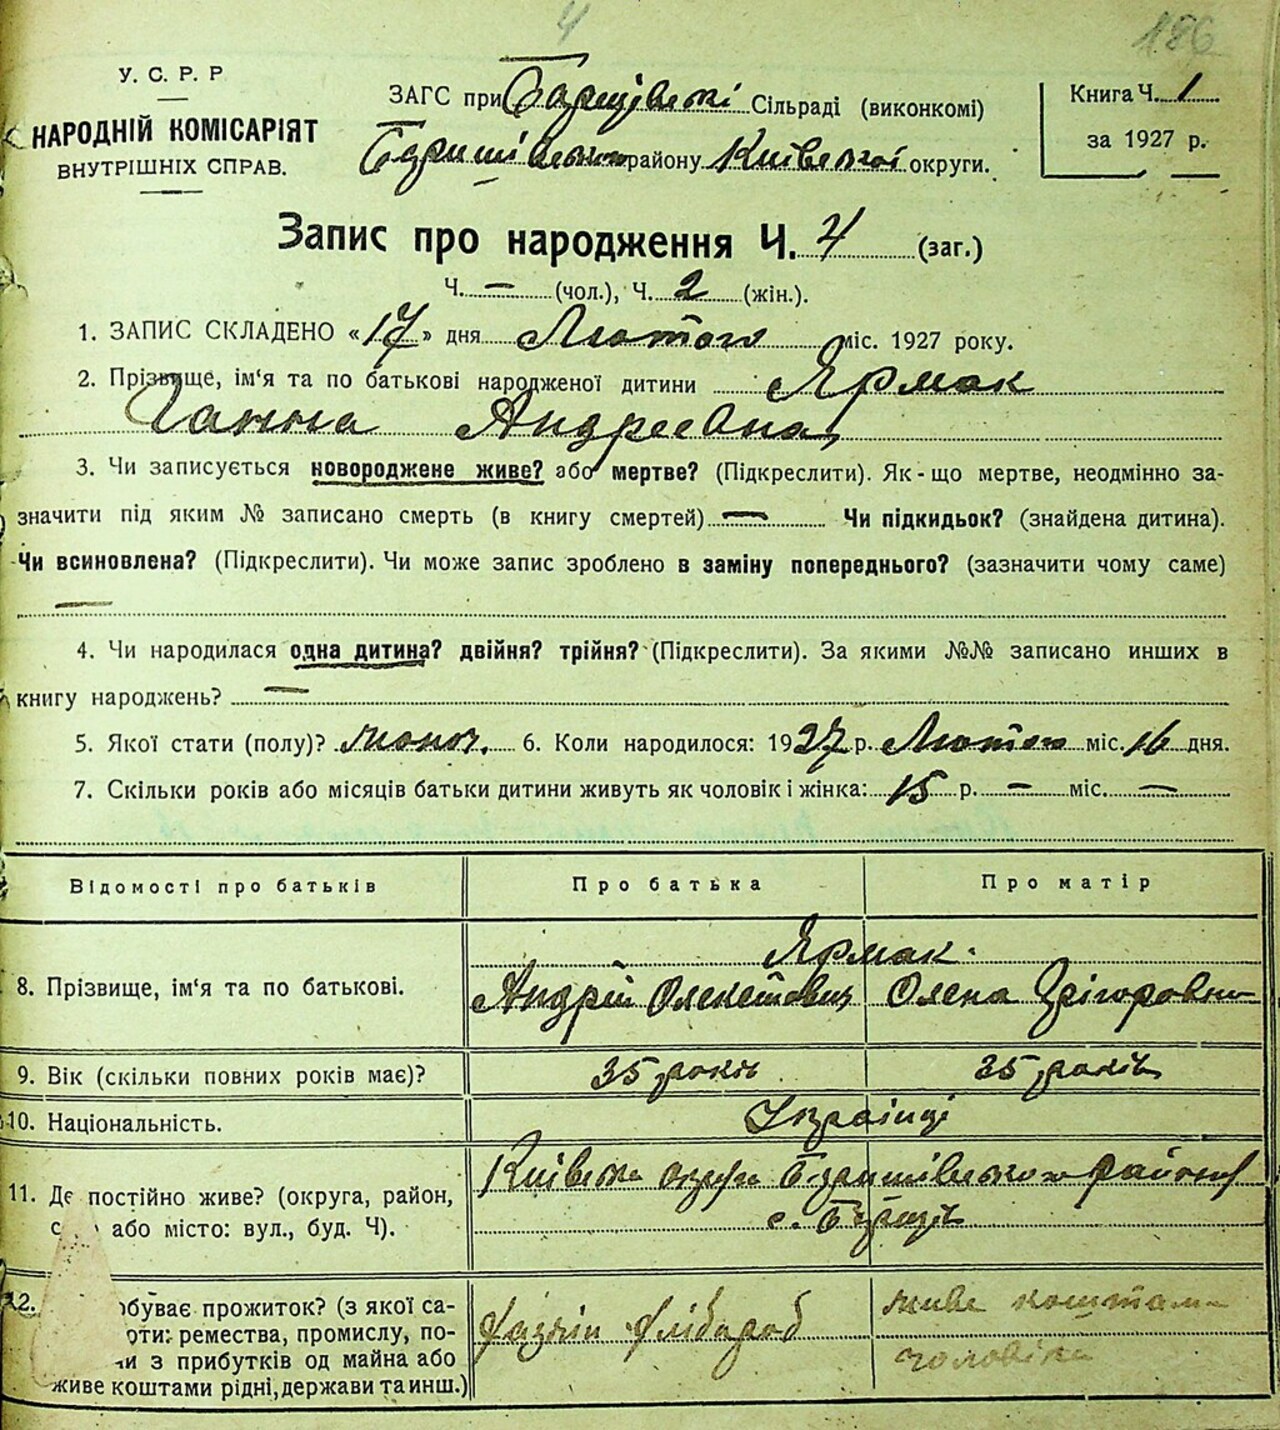 4
186
У. С. Р. Р
НАРОДНІЙ КОМІСАРІЯТ
ВНУТРІШНІХ СПРАВ.
ЗАГС при Сільраді (виконкомі)
району Київської округи.
Книга Ч. 1
за 1927 р.
Запис про народження Ч. 4 (заг.)
Ч. — (чол.), Ч. 2 (жін.).
1. ЗАПИС СКЛАДЕНО «17» дня Лютого міс. 1927 року.
2. Прізвище, ім'я та по батькові народженої дитини Ярмак
Ганна Андреевна
3. Чи записується новороджене живе? або мертве? (Підкреслити). Як-що мертве, неодмінно за-
значити під яким № записано смерть (в книгу смертей) — Чи підкидьок? (знайдена дитина).
Чи всиновлена? (Підкреслити). Чи може запис зроблено в заміну попереднього? (зазначити чому саме)
—
4. Чи народилася одна дитина? двійня? трійня? (Підкреслити). За якими №№ записано инших в
книгу народжень? —
5. Якої стати (полу)? жіноч. 6. Коли народилося: 1927 р. Лютого міс. 16 дня.
7. Скільки років або місяців батьки дитини живуть як чоловік і жінка: 15 р. — міс. —
Відомості про батьків
Про батька
Про матір
8. Прізвище, ім'я та по батькові.
Ярмак.
Андрій Олексійович
Олена Грігоровна
9. Вік (скільки повних років має)?
35 років
35 років
10. Національність.
Українці
11. Де постійно живе? (округа, район,
або місто: вул., буд. Ч).
Київська округа району
с.
12. обуває прожиток? (з якої са-
оти: ремества, промислу, по-
и з прибутків од майна або
живе коштами рідні, держави та инш.)
хлібороб
живе коштам
чоловіка